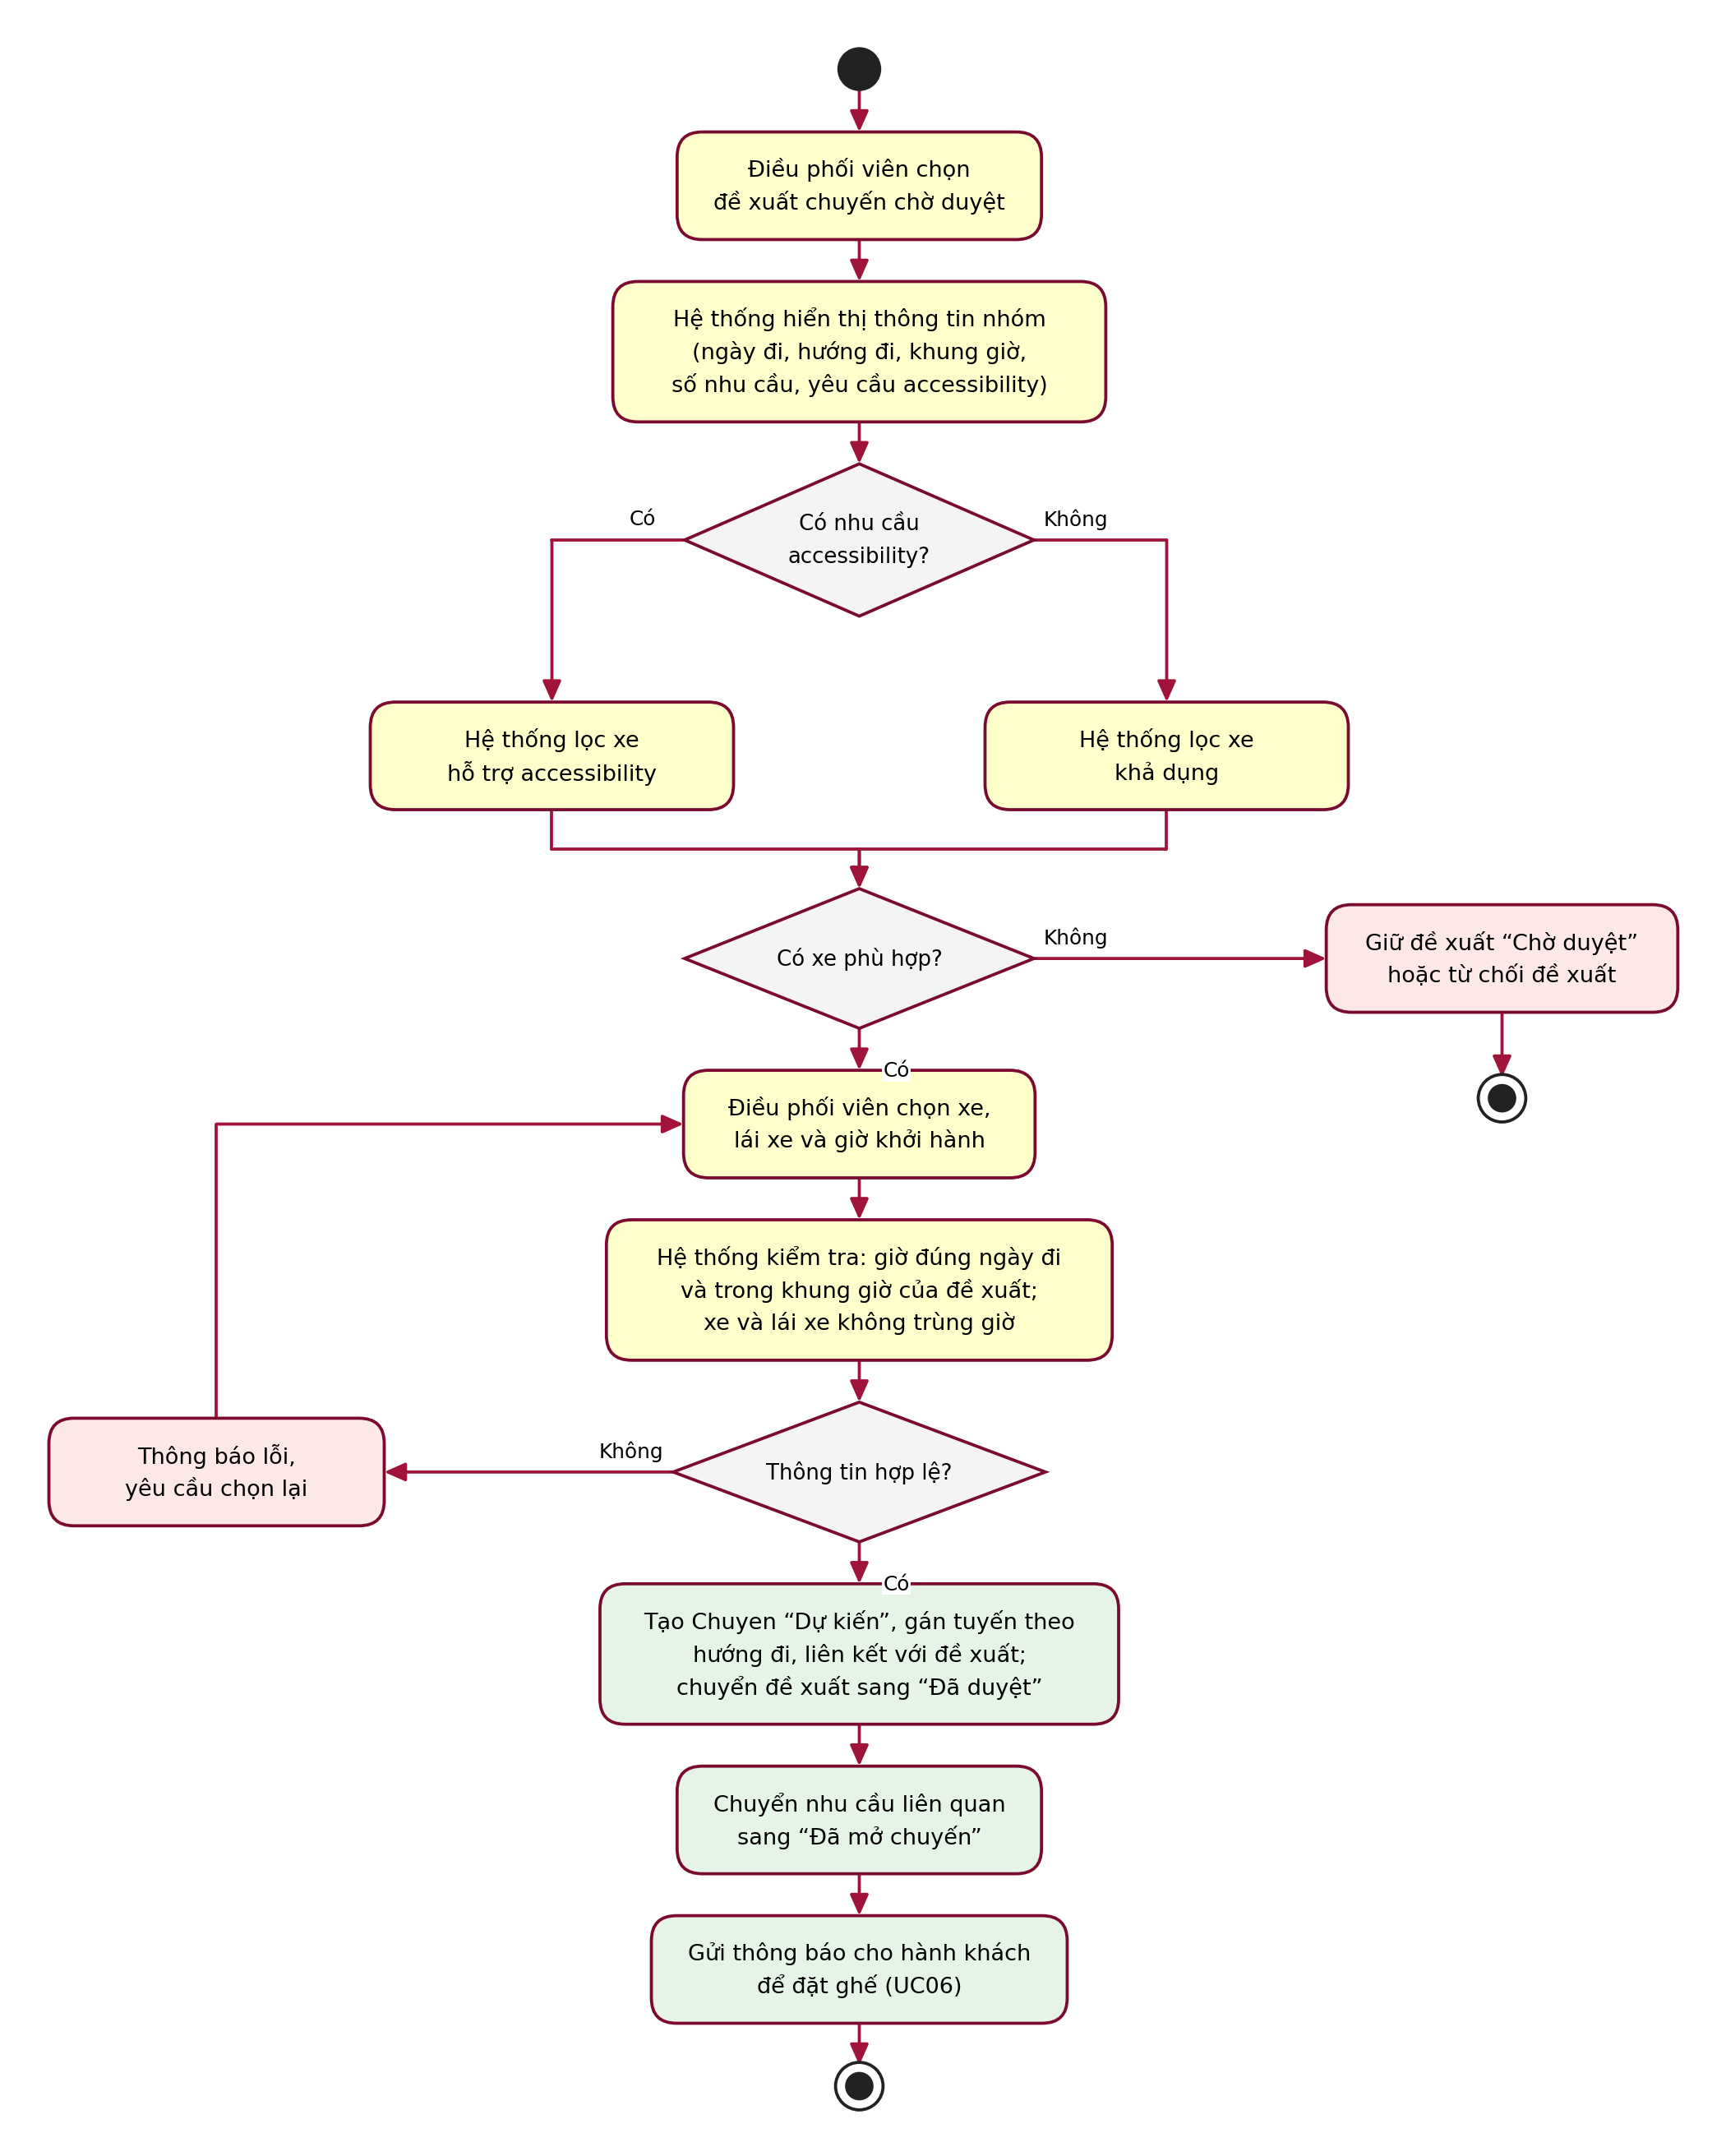 Điều phối viên chọn
đề xuất chuyến chờ duyệt
Hệ thống hiển thị thông tin nhóm
(ngày đi, hướng đi, khung giờ,
số nhu cầu, yêu cầu accessibility)
Có nhu cầu
accessibility?
Có
Không
Hệ thống lọc xe
hỗ trợ accessibility
Hệ thống lọc xe
khả dụng
Có xe phù hợp?
Không
Giữ đề xuất “Chờ duyệt”
hoặc từ chối đề xuất
Có
Điều phối viên chọn xe,
lái xe và giờ khởi hành
Hệ thống kiểm tra: giờ đúng ngày đi
và trong khung giờ của đề xuất;
xe và lái xe không trùng giờ
Thông tin hợp lệ?
Không
Thông báo lỗi,
yêu cầu chọn lại
Có
Tạo Chuyen “Dự kiến”, gán tuyến theo
hướng đi, liên kết với đề xuất;
chuyển đề xuất sang “Đã duyệt”
Chuyển nhu cầu liên quan
sang “Đã mở chuyến”
Gửi thông báo cho hành khách
để đặt ghế (UC06)